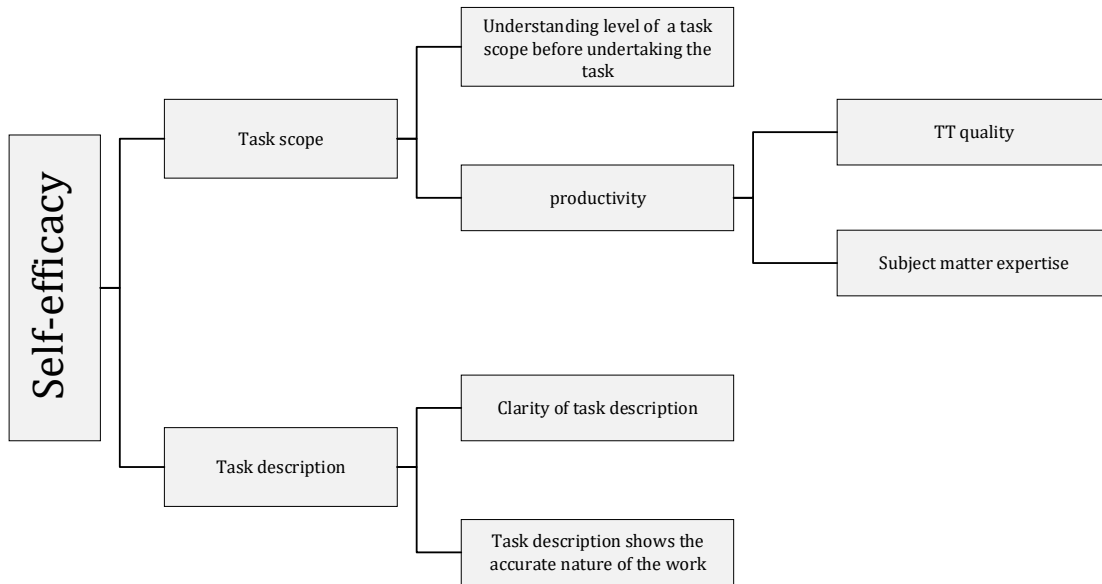 Self-efficacy
Task scope
Understanding level of a task
scope before undertaking the
task
productivity
TT quality
Subject matter expertise
Task description
Clarity of task description
Task description shows the
accurate nature of the work